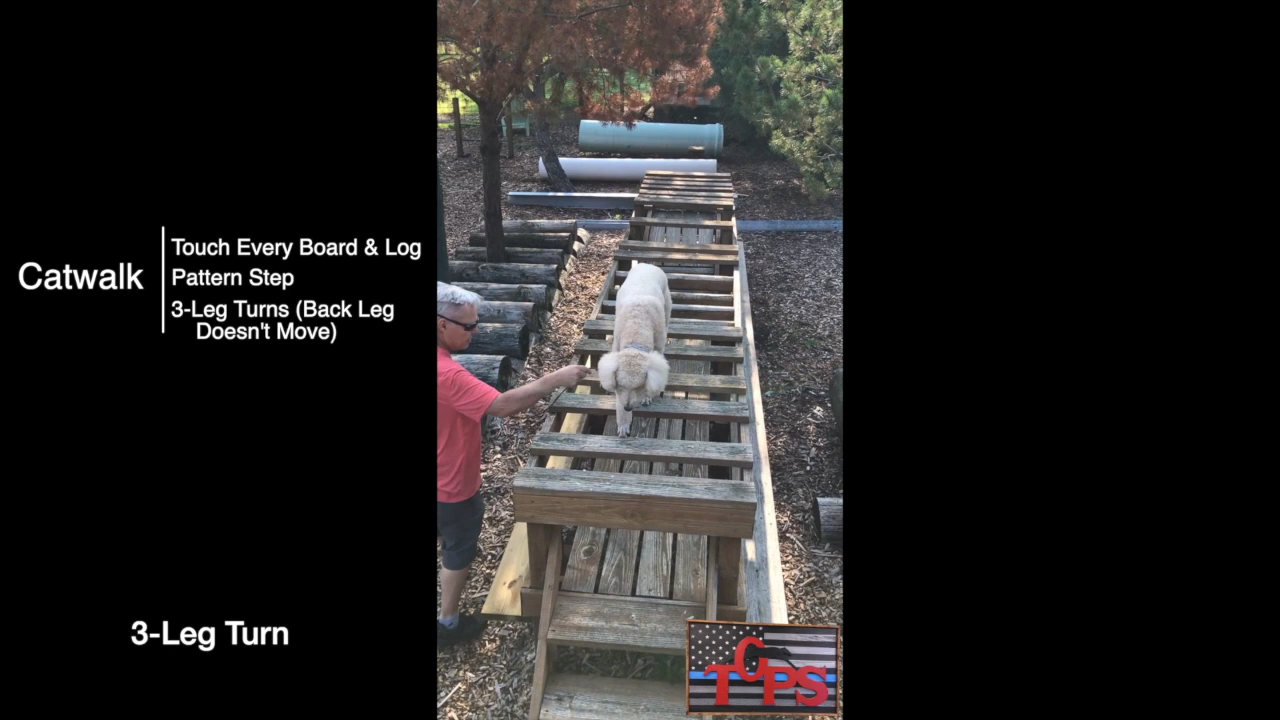 Catwalk
Touch Every Board & Log
Pattern Step
3-Leg Turns (Back Leg
Doesn't Move)
3-Leg Turn
TCPS